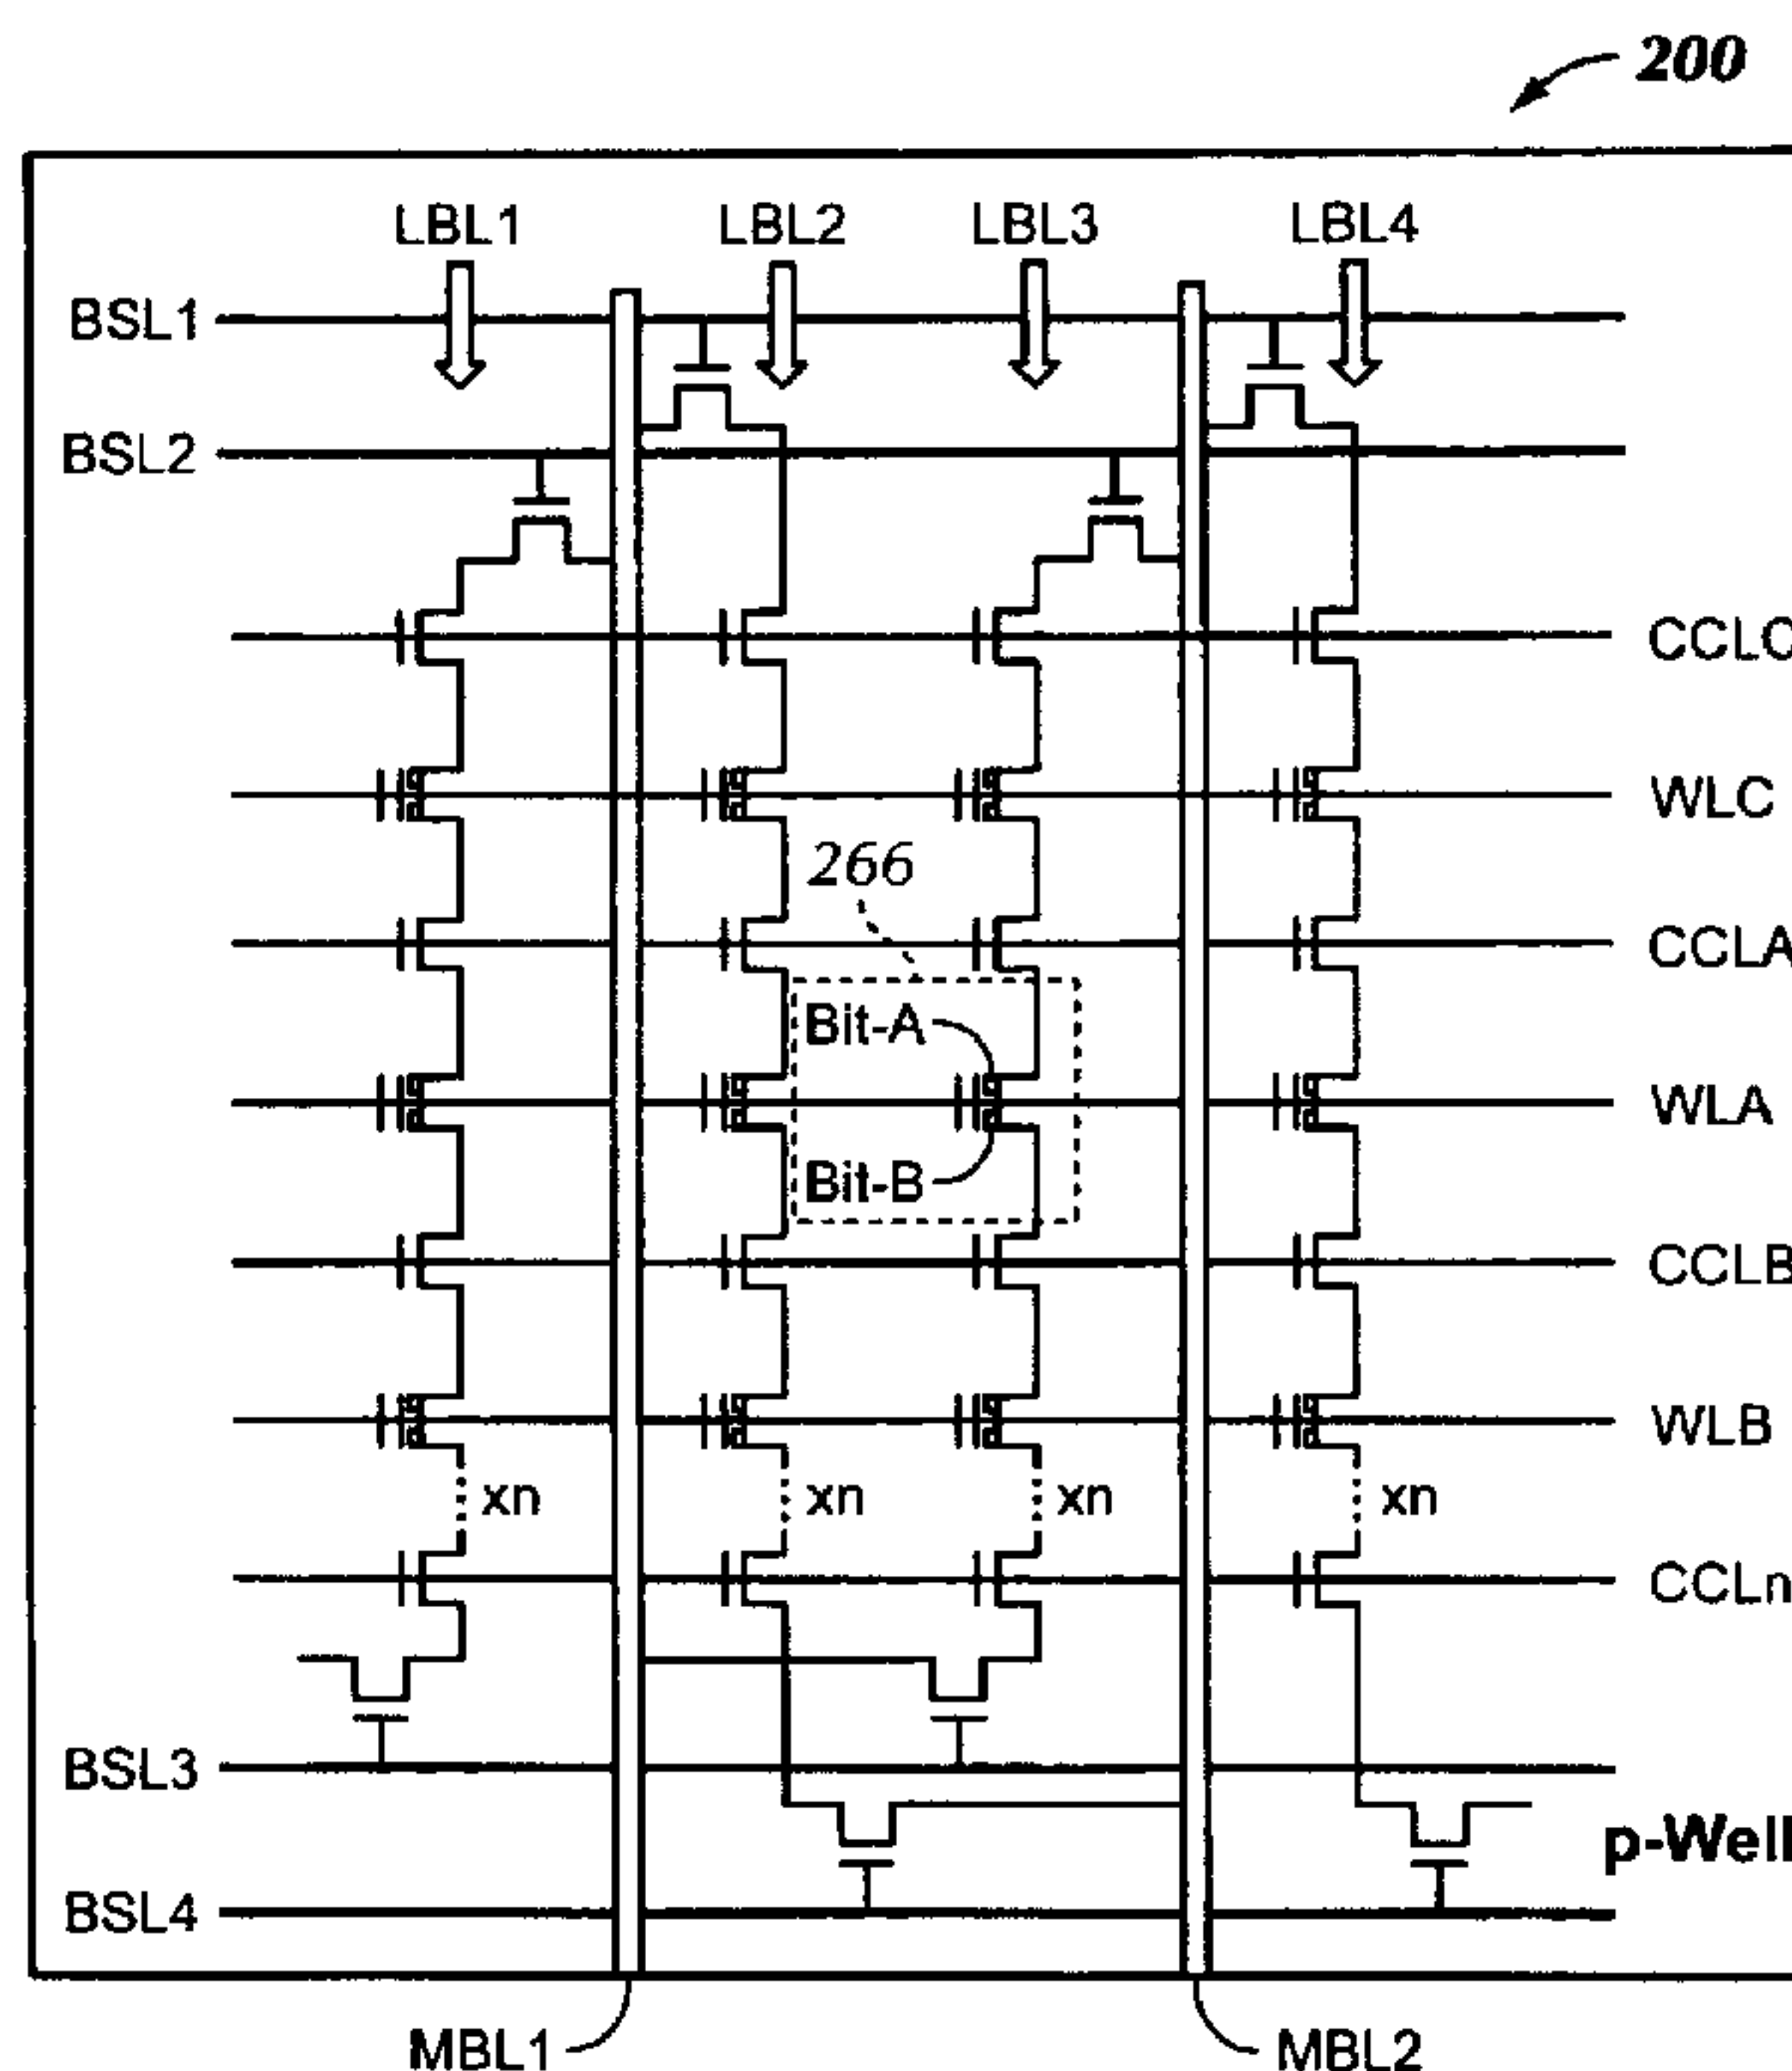 200
LBL1 LBL2 LBL3 LBL4
BSL1
BSL2
CCLC
WLC
266
CCLA
Bit-A
WLA
Bit-B
CCLB
WLB
xn xn xn xn
CCLn
BSL3
p-Well
BSL4
MBL1 MBL2